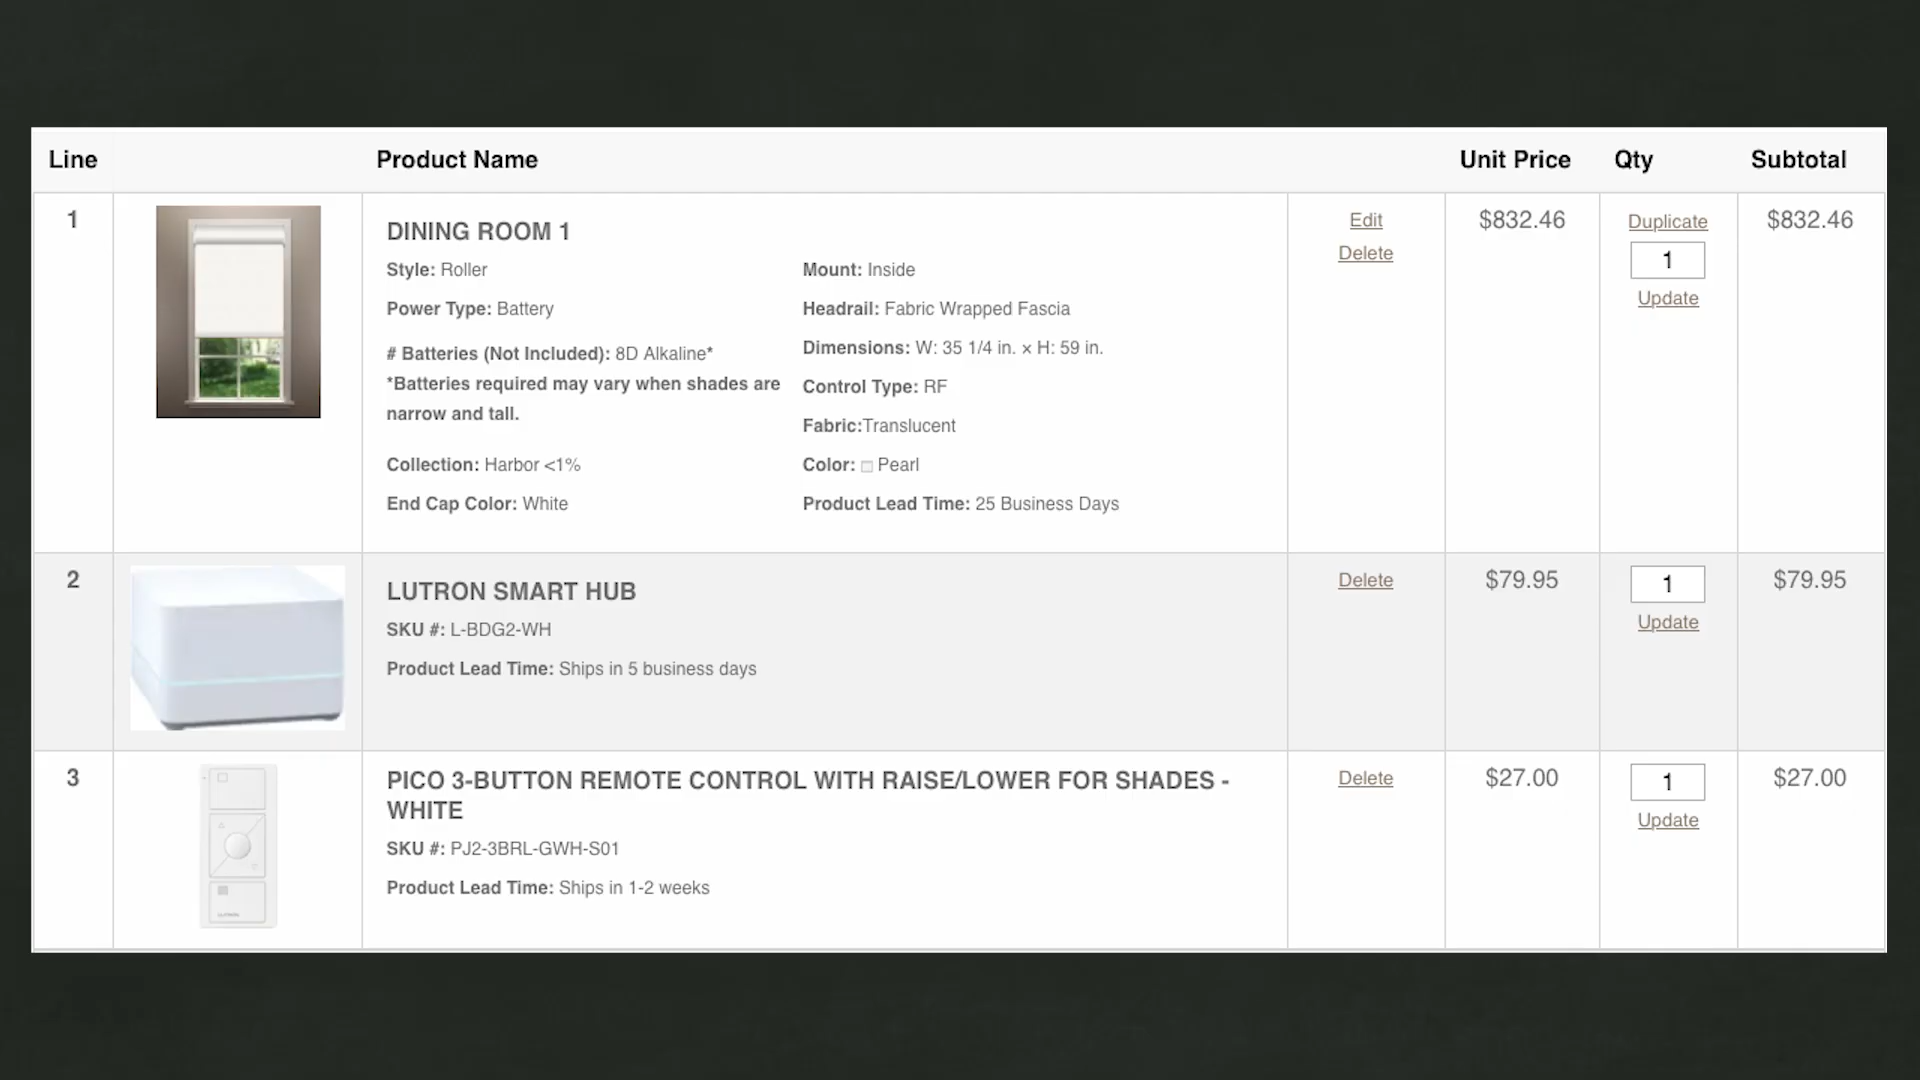 Line Product Name Unit Price Qty Subtotal
1
DINING ROOM 1
Style: Roller
Power Type: Battery
# Batteries (Not Included): 8D Alkaline*
*Batteries required may vary when shades are
narrow and tall.
Collection: Harbor <1%
End Cap Color: White
Mount: Inside
Headrail: Fabric Wrapped Fascia
Dimensions: W: 35 1/4 in. × H: 59 in.
Control Type: RF
Fabric:Translucent
Color: Pearl
Product Lead Time: 25 Business Days
Edit
Delete
$832.46
Duplicate
1
Update
$832.46
2
LUTRON SMART HUB
SKU #: L-BDG2-WH
Product Lead Time: Ships in 5 business days
Delete
$79.95
1
Update
$79.95
3
LUTRON
PICO 3-BUTTON REMOTE CONTROL WITH RAISE/LOWER FOR SHADES -
WHITE
SKU #: PJ2-3BRL-GWH-S01
Product Lead Time: Ships in 1-2 weeks
Delete
$27.00
1
Update
$27.00